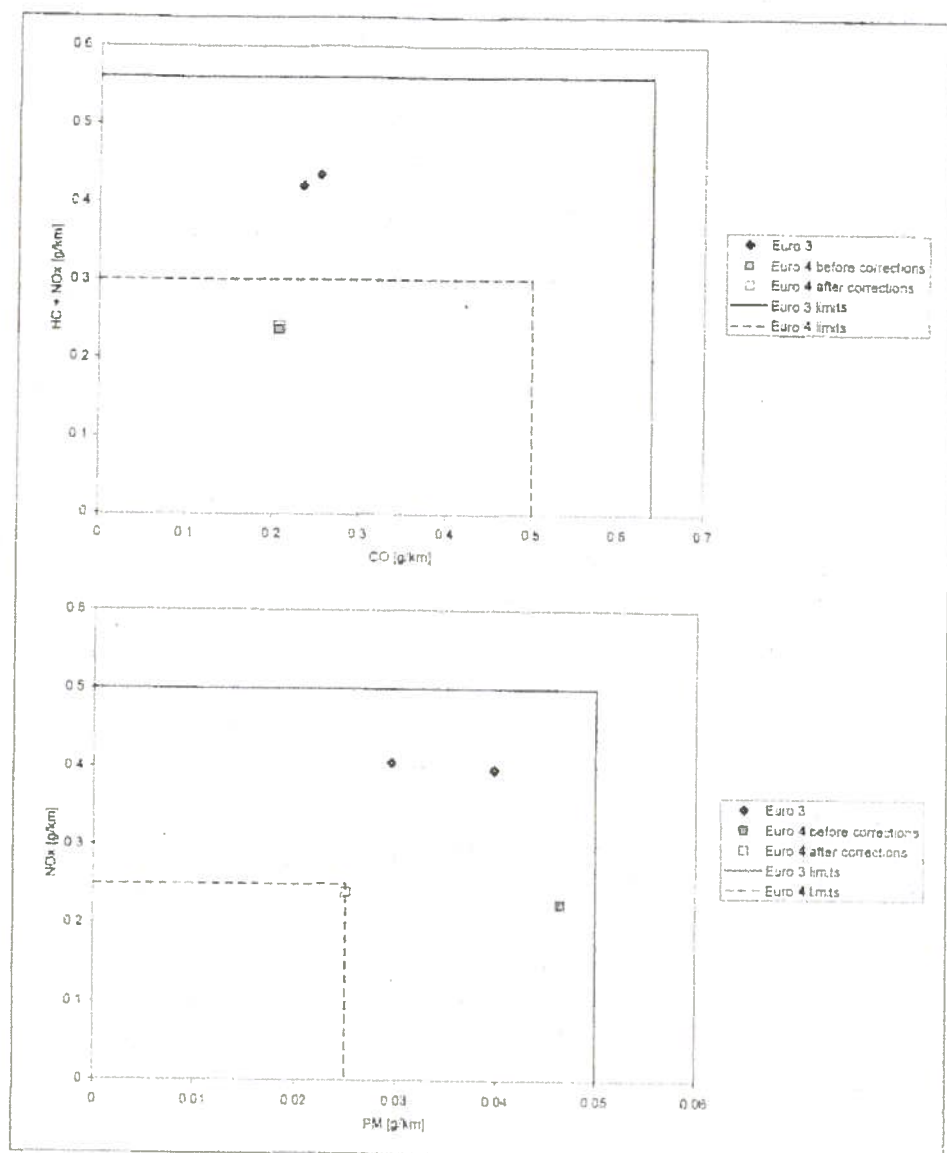 0.6
0.5
0.4
0.3
0.2
0.1
0
HC + NOx [g/km]
0 0.1 0.2 0.3 0.4 0.5 0.6 0.7
CO [g/km]
Euro 3
Euro 4 before corrections
Euro 4 after corrections
Euro 3 limits
Euro 4 limits
0.6
0.5
0.4
0.3
0.2
0.1
0
NOx [g/km]
0 0.01 0.02 0.03 0.04 0.05 0.06
PM [g/km]
Euro 3
Euro 4 before corrections
Euro 4 after corrections
Euro 3 limits
Euro 4 limits